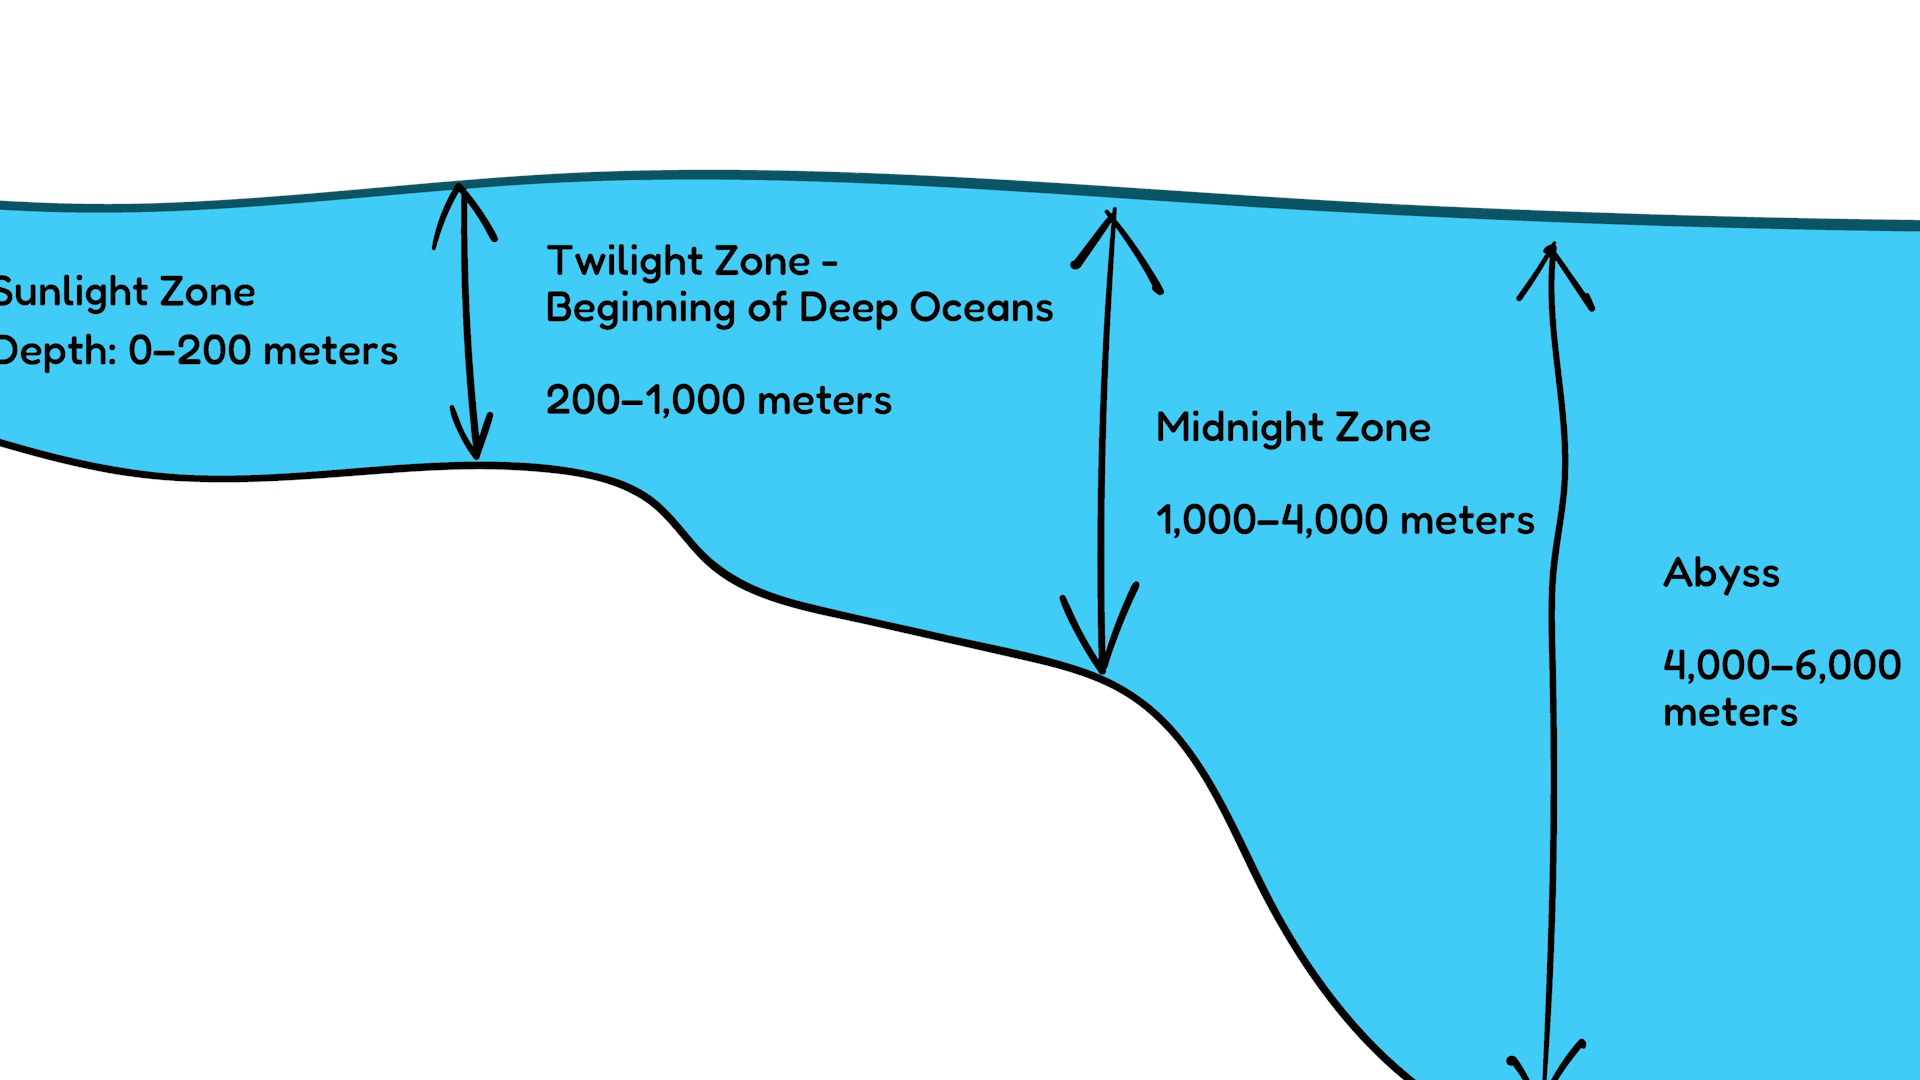 Sunlight Zone
Depth: 0–200 meters
Twilight Zone -
Beginning of Deep Oceans
200–1,000 meters
Midnight Zone
1,000–4,000 meters
Abyss
4,000–6,000
meters